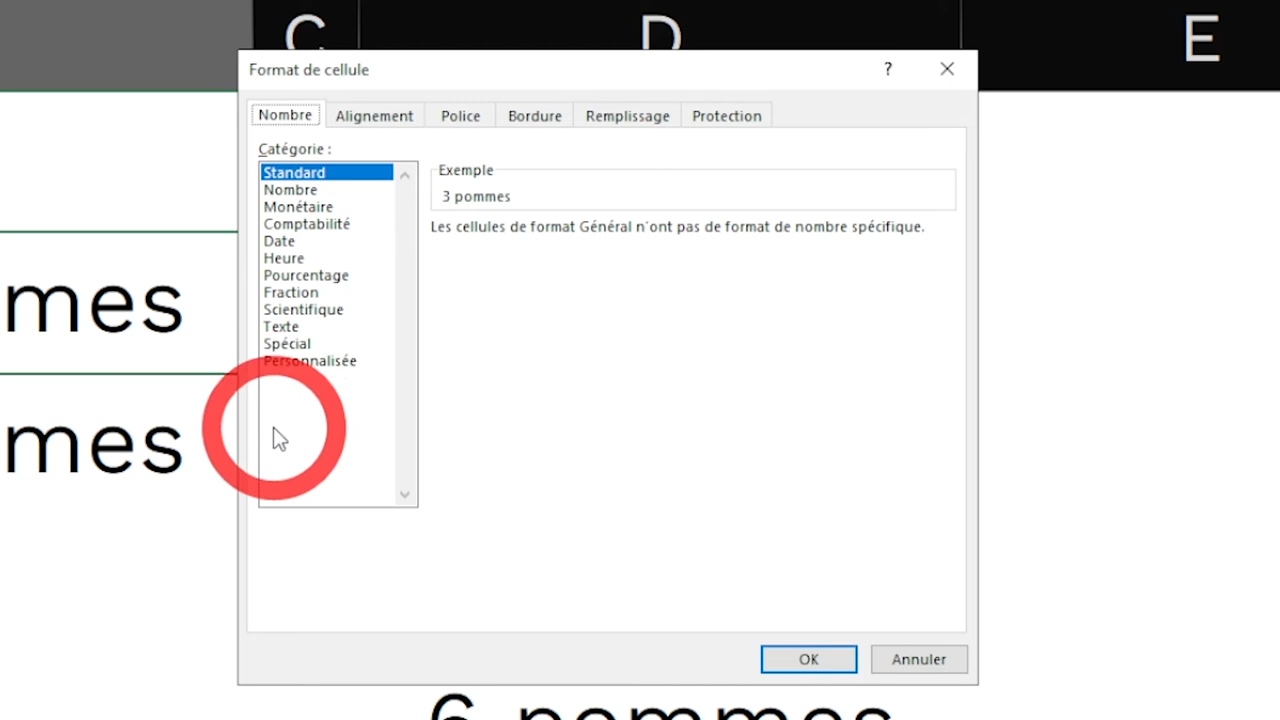 C D E
Format de cellule ?
Nombre Alignement Police Bordure Remplissage Protection
Catégorie :
Standard
Nombre
Monétaire
Comptabilité
Date
Heure
Pourcentage
Fraction
Scientifique
Texte
Spécial
Personnalisée
Exemple
3 pommes
Les cellules de format Général n'ont pas de format de nombre spécifique.
mes
mes
OK Annuler
6 pommes